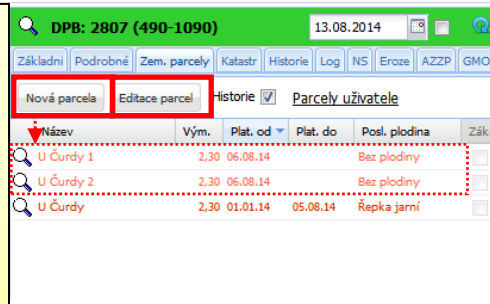 DPB: 2807 (490-1090) 13.08.2014
Základní Podrobné Zem. parcely Katastr Historie Log NS Eroze AZZP GMO
Nová parcela Editace parcel Historie Parcely uživatele
Název Vým. Plat. od Plat. do Posl. plodina Zák
U Čurdy 1 2,30 06.08.14 Bez plodiny
U Čurdy 2 2,30 06.08.14 Bez plodiny
U Čurdy 2,30 01.01.14 05.08.14 Řepka jarní